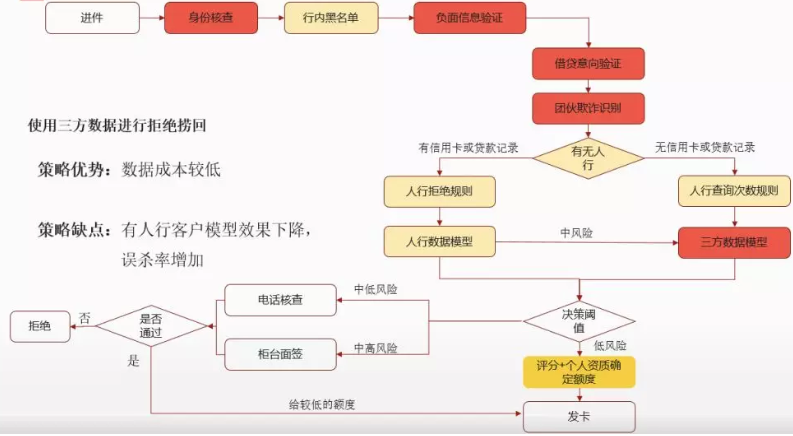 进件
身份核查
行内黑名单
负面信息验证
借贷意向验证
团伙欺诈识别
使用三方数据进行拒绝捞回
有信用卡或贷款记录
有无人
行
无信用卡或贷款记录
策略优势：数据成本较低
人行拒绝规则
人行查询次数规则
策略缺点：有人行客户模型效果下降，
误杀率增加
人行数据模型
中风险
三方数据模型
电话核查
中低风险
决策阈
值
拒绝
否
是否
通过
是
柜台面签
中高风险
低风险
评分+个人资质确
定额度
给较低的额度
发卡